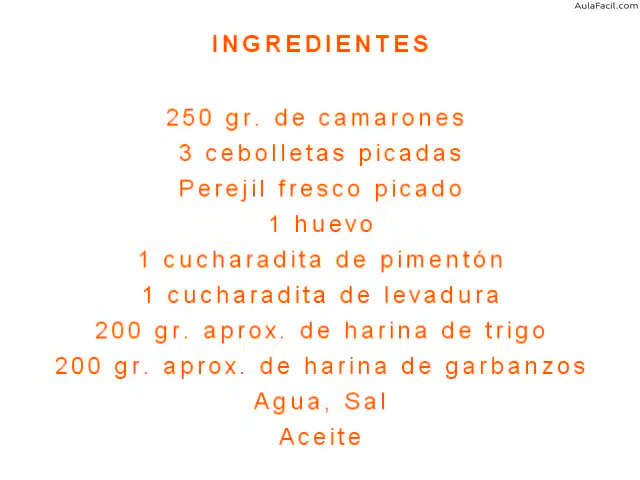 AulaFacil.com
INGREDIENTES
250 gr. de camarones
3 cebolletas picadas
Perejil fresco picado
1 huevo
1 cucharadita de pimentón
1 cucharadita de levadura
200 gr. aprox. de harina de trigo
200 gr. aprox. de harina de garbanzos
Agua, Sal
Aceite